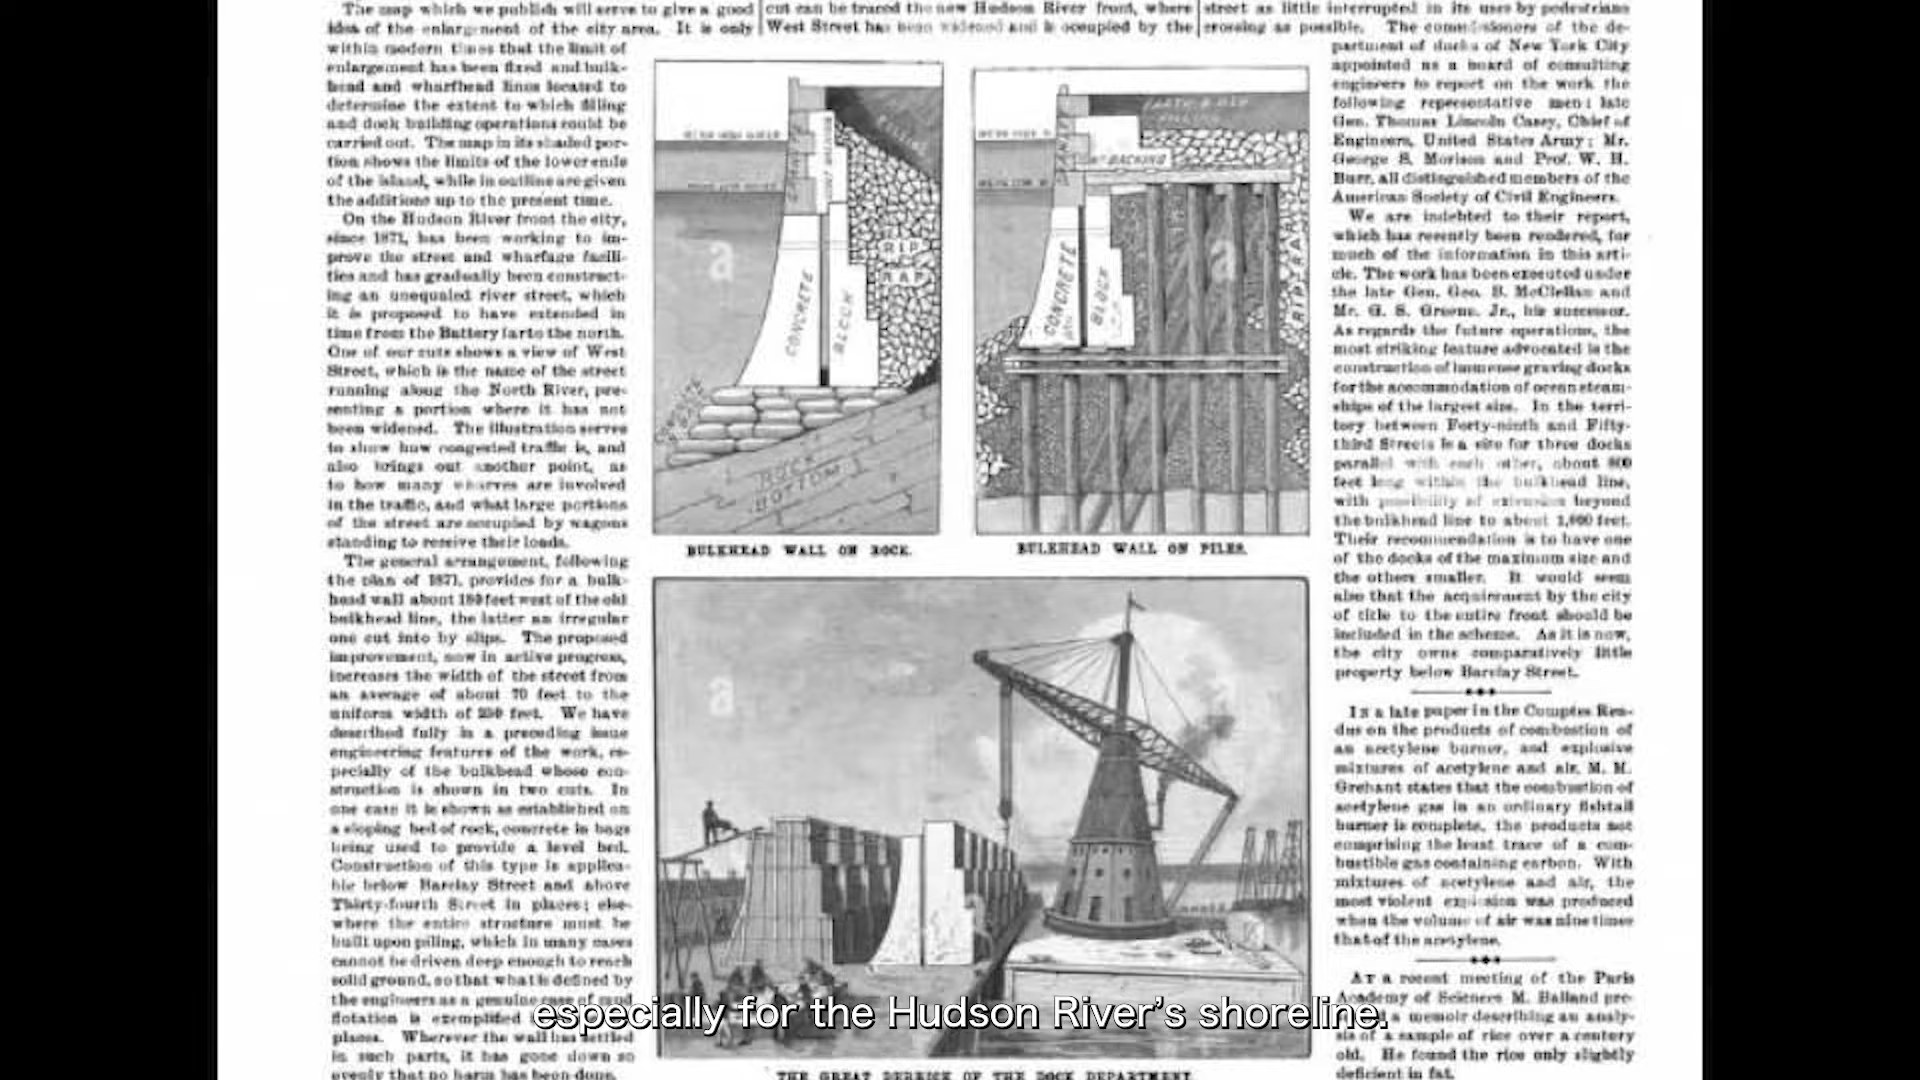 The map which we publish will serve to give a good
idea of the enlargement of the city area. It is only
within modern times that the limit of
enlargement has been fixed and bulk-
head and wharfhead lines located to
determine the extent to which filling
and dock building operations could be
carried out. The map in its shaded por-
tion shows the limits of the lower ends
of the island, while in outline are given
the additions up to the present time.
On the Hudson River front the city,
since 1871, has been working to im-
prove the street and wharfage facili-
ties and has gradually been construct-
ing an unequaled river street, which
it is proposed to have extended in
time from the Battery far to the north.
One of our cuts shows a view of West
Street, which is the name of the street
running along the North River, pre-
senting a portion where it has not
been widened. The illustration serves
to show how congested traffic is, and
also brings out another point, as
to how many wharves are involved
in the traffic, and what large portions
of the street are occupied by wagons
standing to receive their loads.
The general arrangement, following
the plan of 1871, provides for a bulk-
head wall about 180 feet west of the old
bulkhead line, the latter an irregular
one cut into by slips. The proposed
improvement, now in active progress,
increases the width of the street from
an average of about 70 feet to the
uniform width of 250 feet. We have
described fully in a preceding issue
engineering features of the work, es-
pecially of the bulkhead whose con-
struction is shown in two cuts. In
one case it is shown as established on
a sloping bed of rock, concrete in bags
being used to provide a level bed.
Construction of this type is applica-
ble below Barclay Street and above
Thirty-fourth Street in places; else-
where the entire structure must be
built upon piling, which in many cases
cannot be driven deep enough to reach
solid ground, so that what is defined by
the engineers as a genuine case of mud
flotation is exemplified
places. Wherever the wall has settled
in such parts, it has gone down so
evenly that no harm has been done.
cut can be traced the new Hudson River front, where
West Street has been widened and is occupied by the
FILLING
RIP
RAP
CONCRETE
BLOCK
ROCK
BOTTOM
BULKHEAD WALL ON ROCK.
EARTH & ASH
FILLING
GRANITE
BACKING
CONCRETE
BLOCK
RIPRAP
BULKHEAD WALL ON PILES.
a
a
a
THE GREAT DERRICK OF THE DOCK DEPARTMENT.
street as little interrupted in its uses by pedestrians
crossing as possible. The commissioners of the de-
partment of docks of New York City
appointed as a board of consulting
engineers to report on the work the
following representative men: late
Gen. Thomas Lincoln Casey, Chief of
Engineers, United States Army; Mr.
George S. Morison and Prof. W. H.
Burr, all distinguished members of the
American Society of Civil Engineers.
We are indebted to their report,
which has recently been rendered, for
much of the information in this arti-
cle. The work has been executed under
the late Gen. Geo. B. McClellan and
Mr. G. S. Greene, Jr., his successor.
As regards the future operations, the
most striking feature advocated is the
construction of immense graving docks
for the accommodation of ocean steam-
ships of the largest size. In the terri-
tory between Forty-ninth and Fifty-
third Streets is a site for three docks
parallel with each other, about 800
feet long within the bulkhead line,
with possibility of extension beyond
the bulkhead line to about 1,000 feet.
Their recommendation is to have one
of the docks of the maximum size and
the others smaller. It would seem
also that the acquirement by the city
of title to the entire front should be
included in the scheme. As it is now,
the city owns comparatively little
property below Barclay Street.
In a late paper in the Comptes Ren-
dus on the products of combustion of
an acetylene burner, and explosive
mixtures of acetylene and air, M. M.
Grehant states that the combustion of
acetylene gas in an ordinary fishtail
burner is complete, the products not
comprising the least trace of a com-
bustible gas containing carbon. With
mixtures of acetylene and air, the
most violent explosion was produced
when the volume of air was nine times
that of the acetylene.
At a recent meeting of the Paris
Academy of Sciences M. Balland pre-
a memoir describing an analy-
sis of a sample of rice over a century
old. He found the rice only slightly
deficient in fat.
especially for the Hudson River's shoreline.